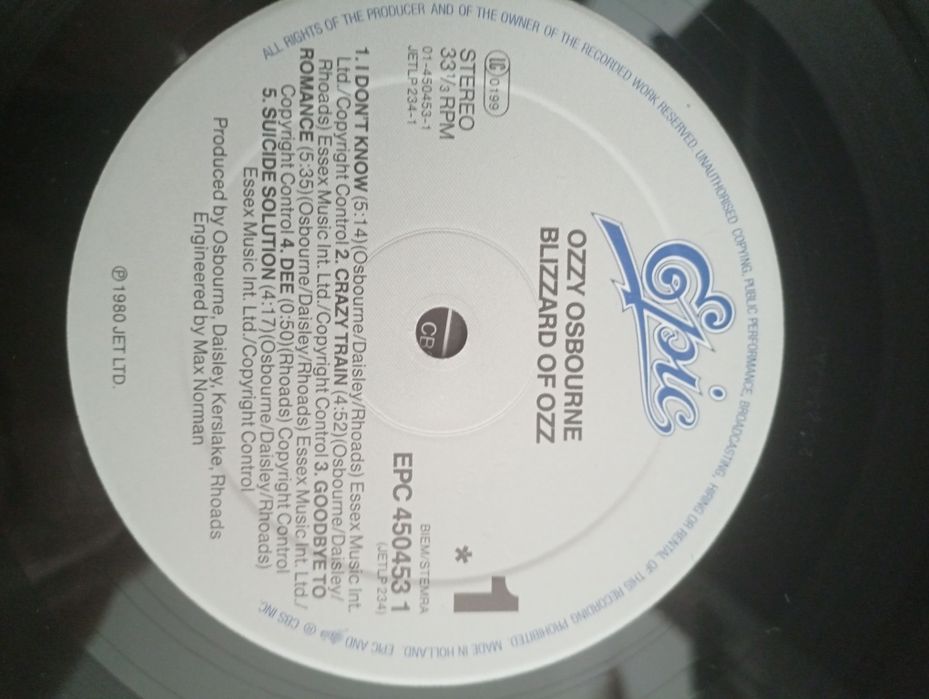 ALL RIGHTS OF THE PRODUCER AND OF THE OWNER OF THE RECORDED WORK RESERVED. UNAUTHORISED COPYING, PUBLIC PERFORMANCE, BROADCASTING, HIRING OR RENTAL OF THIS RECORDING PROHIBITED. MADE IN HOLLAND. EPIC AND ® CBS INC.
Epic
OZZY OSBOURNE
BLIZZARD OF OZZ
LC 0199
STEREO
33 1/3 RPM
01-450453-1
JETLP 234-1
CB
1
*
BIEM/STEMRA
EPC 450453 1
(JETLP 234)
1. I DON'T KNOW (5:14)(Osbourne/Daisley/Rhoads) Essex Music Int.
Ltd./Copyright Control 2. CRAZY TRAIN (4:52)(Osbourne/Daisley/
Rhoads) Essex Music Int. Ltd./Copyright Control 3. GOODBYE TO
ROMANCE (5:35)(Osbourne/Daisley/Rhoads) Essex Music Int. Ltd./
Copyright Control 4. DEE (0:50)(Rhoads) Copyright Control
5. SUICIDE SOLUTION (4:17)(Osbourne/Daisley/Rhoads)
Essex Music Int. Ltd./Copyright Control
Produced by Osbourne, Daisley, Kerslake, Rhoads
Engineered by Max Norman
℗ 1980 JET LTD.